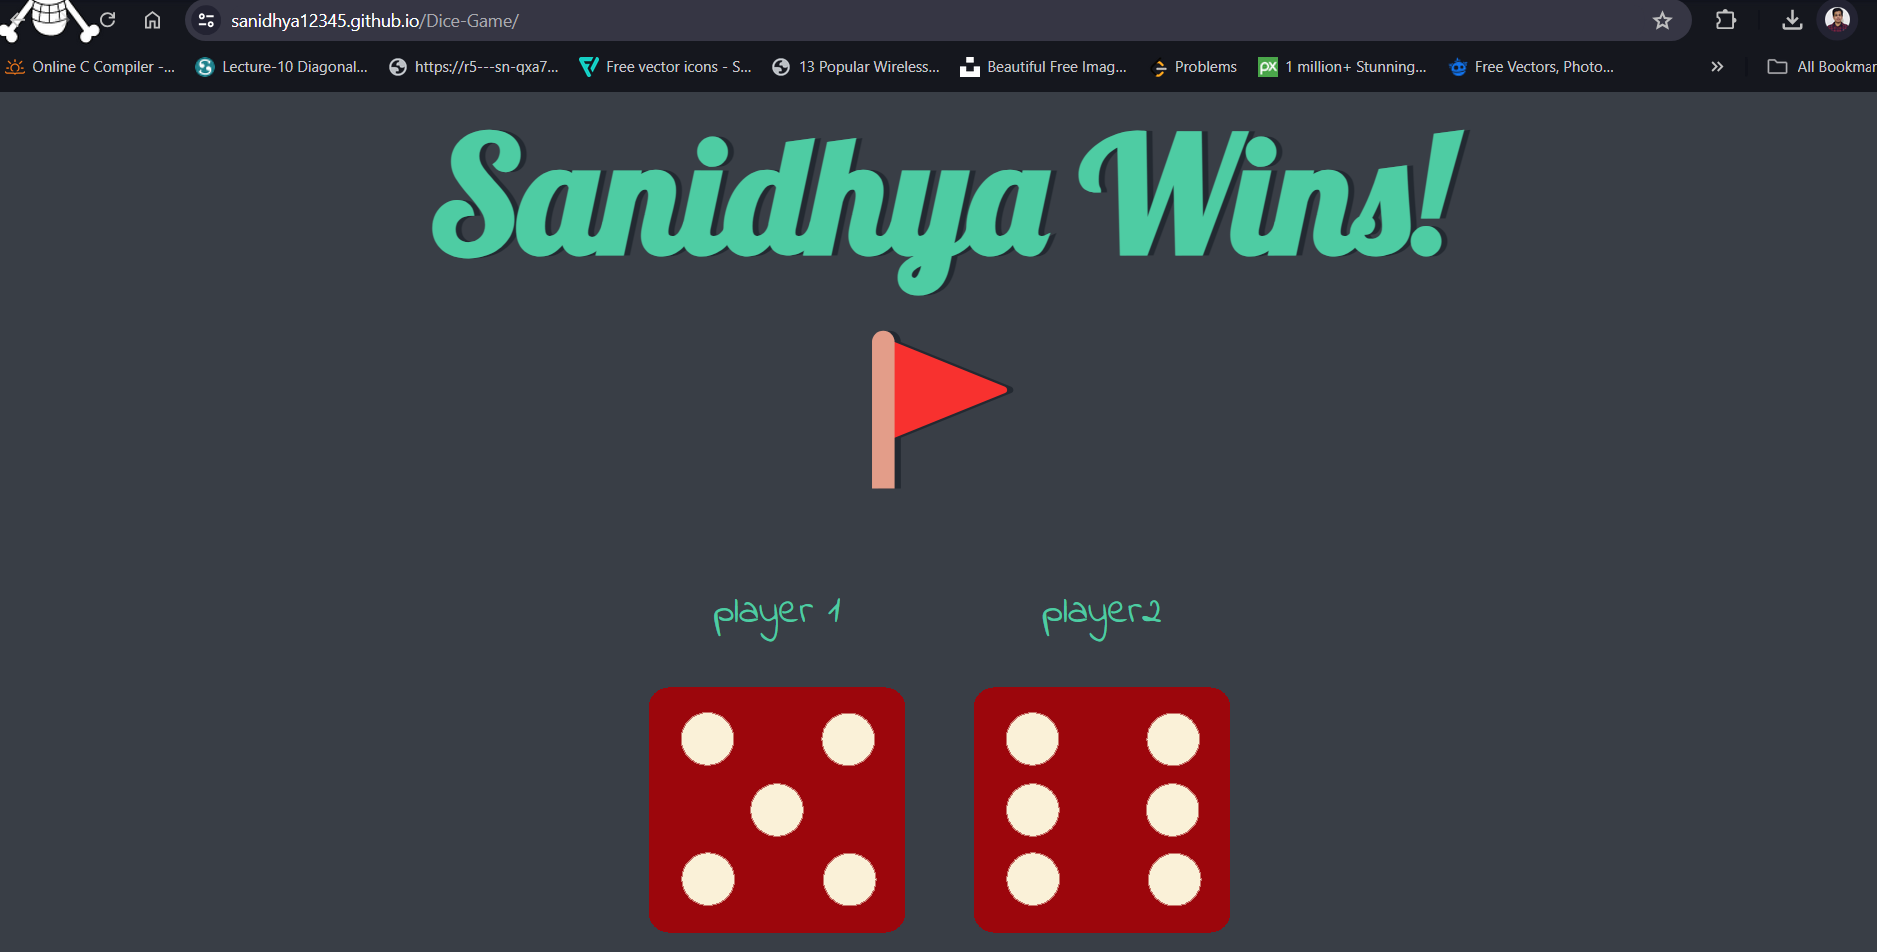 sanidhya12345.github.io/Dice-Game/
Online C Compiler -... Lecture-10 Diagonal... https://r5---sn-qxa7... Free vector icons - S... 13 Popular Wireless... Beautiful Free Imag... Problems px 1 million+ Stunning... Free Vectors, Photo... » All Bookmar
Sanidhya Wins!
player 1 player2